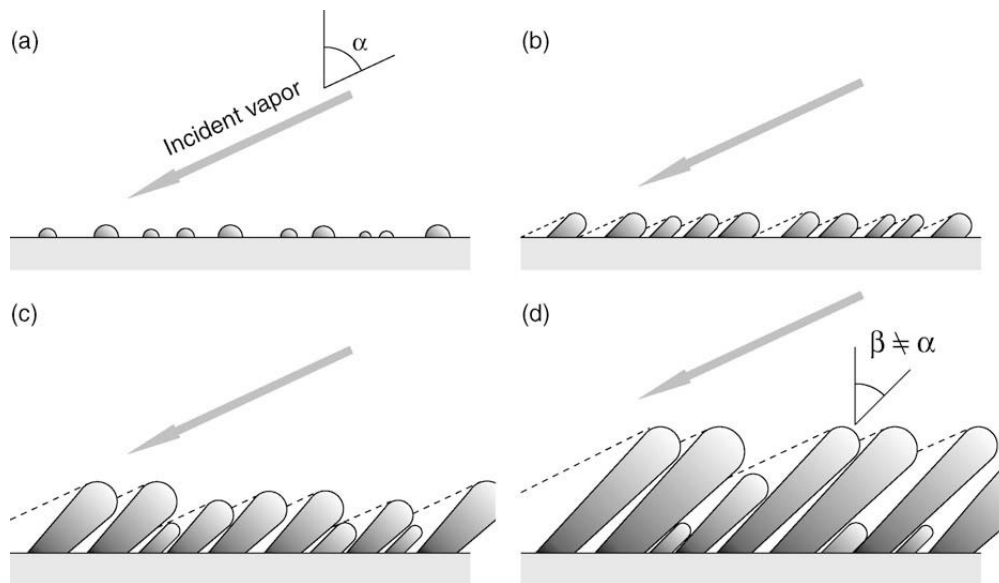 (a)
α
Incident vapor
(b)
(c)
(d)
β ≠ α